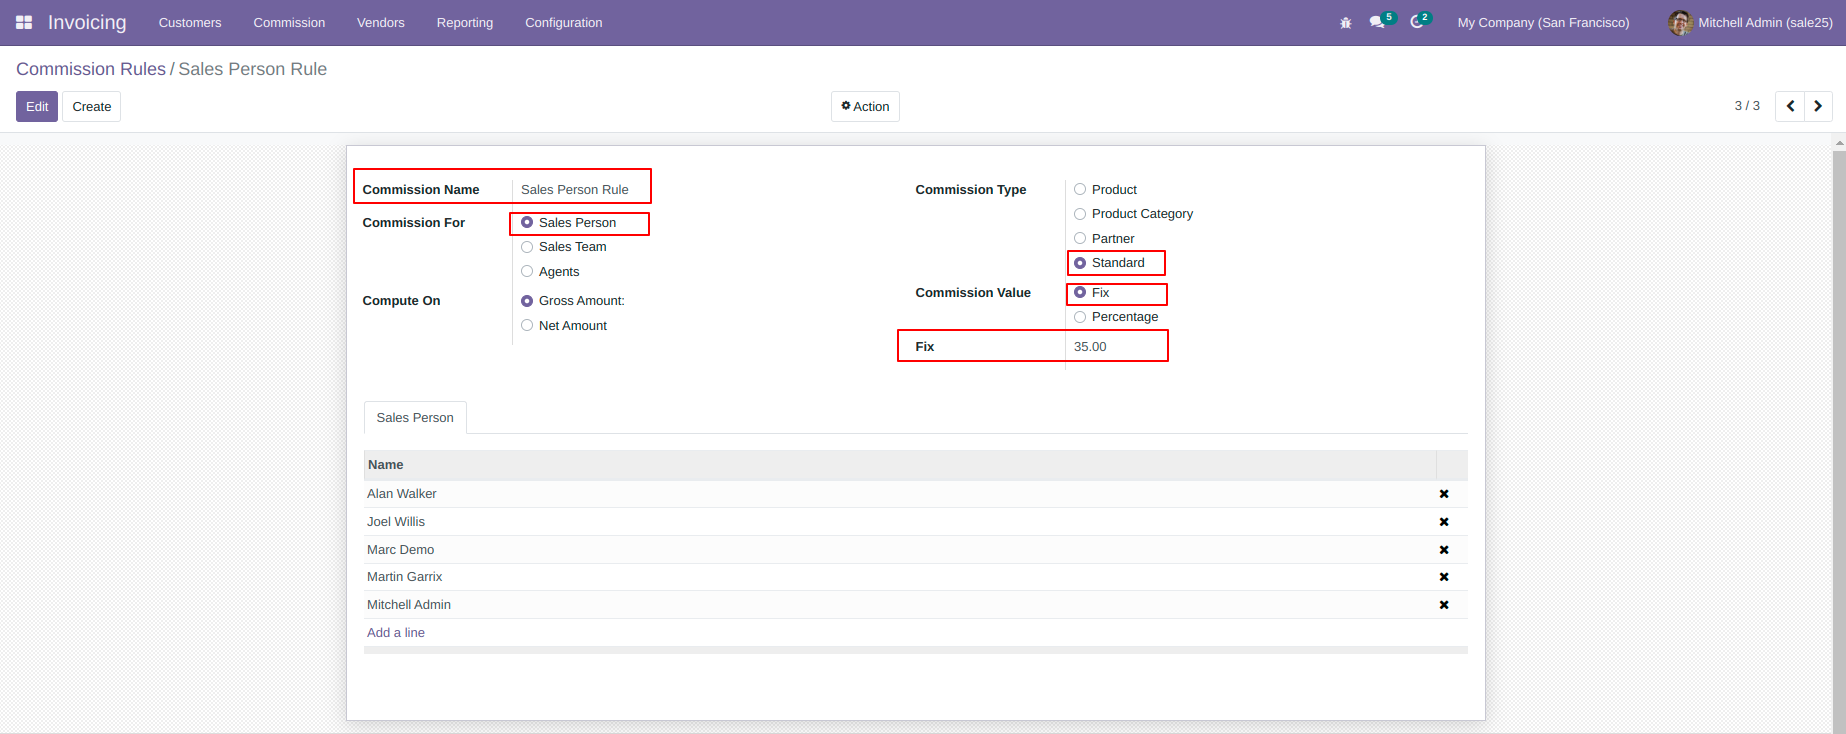 Invoicing Customers Commission Vendors Reporting Configuration 5 2 My Company (San Francisco) Mitchell Admin (sale25)
Commission Rules / Sales Person Rule
Edit Create Action 3 / 3
Commission Name Sales Person Rule
Commission For Sales Person
Sales Team
Agents
Compute On Gross Amount:
Net Amount
Commission Type Product
Product Category
Partner
Standard
Commission Value Fix
Percentage
Fix 35.00
Sales Person
Name
Alan Walker
Joel Willis
Marc Demo
Martin Garrix
Mitchell Admin
Add a line